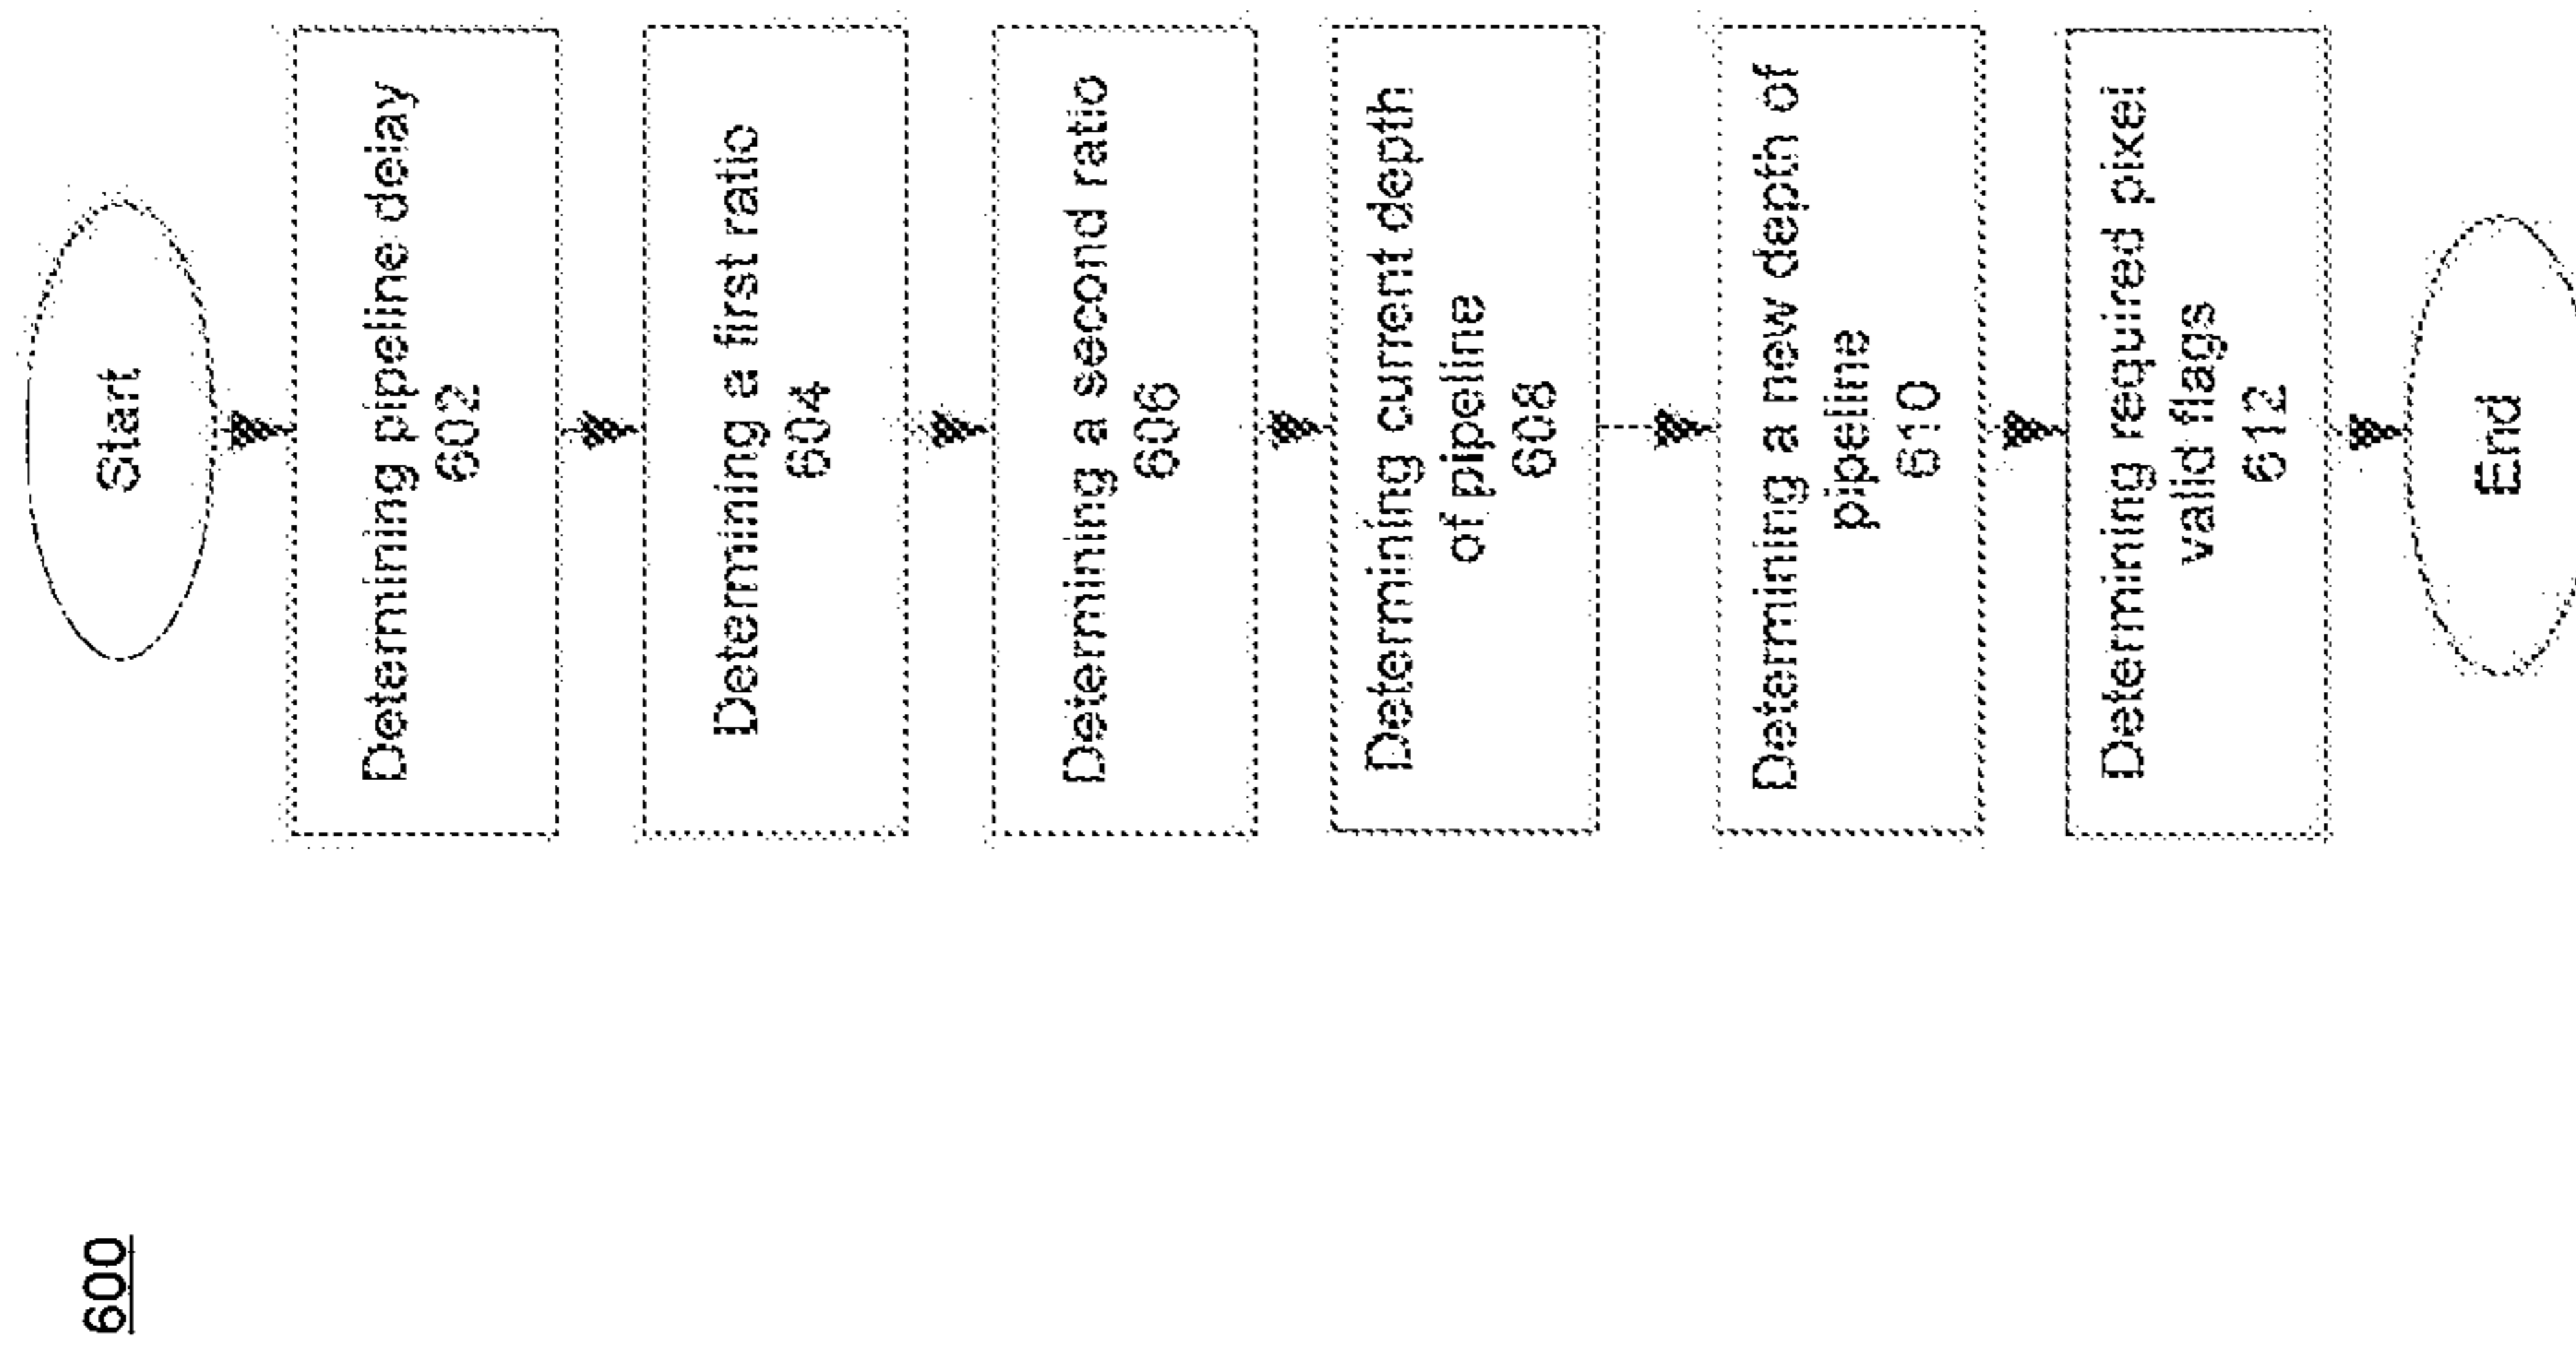 600
Start
Determining pipeline delay
602
Determining a first ratio
604
Determining a second ratio
606
Determining current depth
of pipeline
608
Determining a new depth of
pipeline
610
Determining required pixel
valid flags
612
End